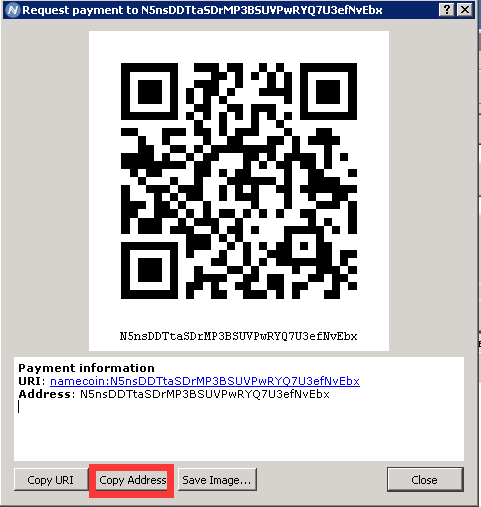 Request payment to N5nsDDTtaSDrMP3BSUVPwRYQ7U3efNvEbx
N5nsDDTtaSDrMP3BSUVPwRYQ7U3efNvEbx
Payment information
URI: namecoin:N5nsDDTtaSDrMP3BSUVPwRYQ7U3efNvEbx
Address: N5nsDDTtaSDrMP3BSUVPwRYQ7U3efNvEbx
Copy URI Copy Address Save Image... Close